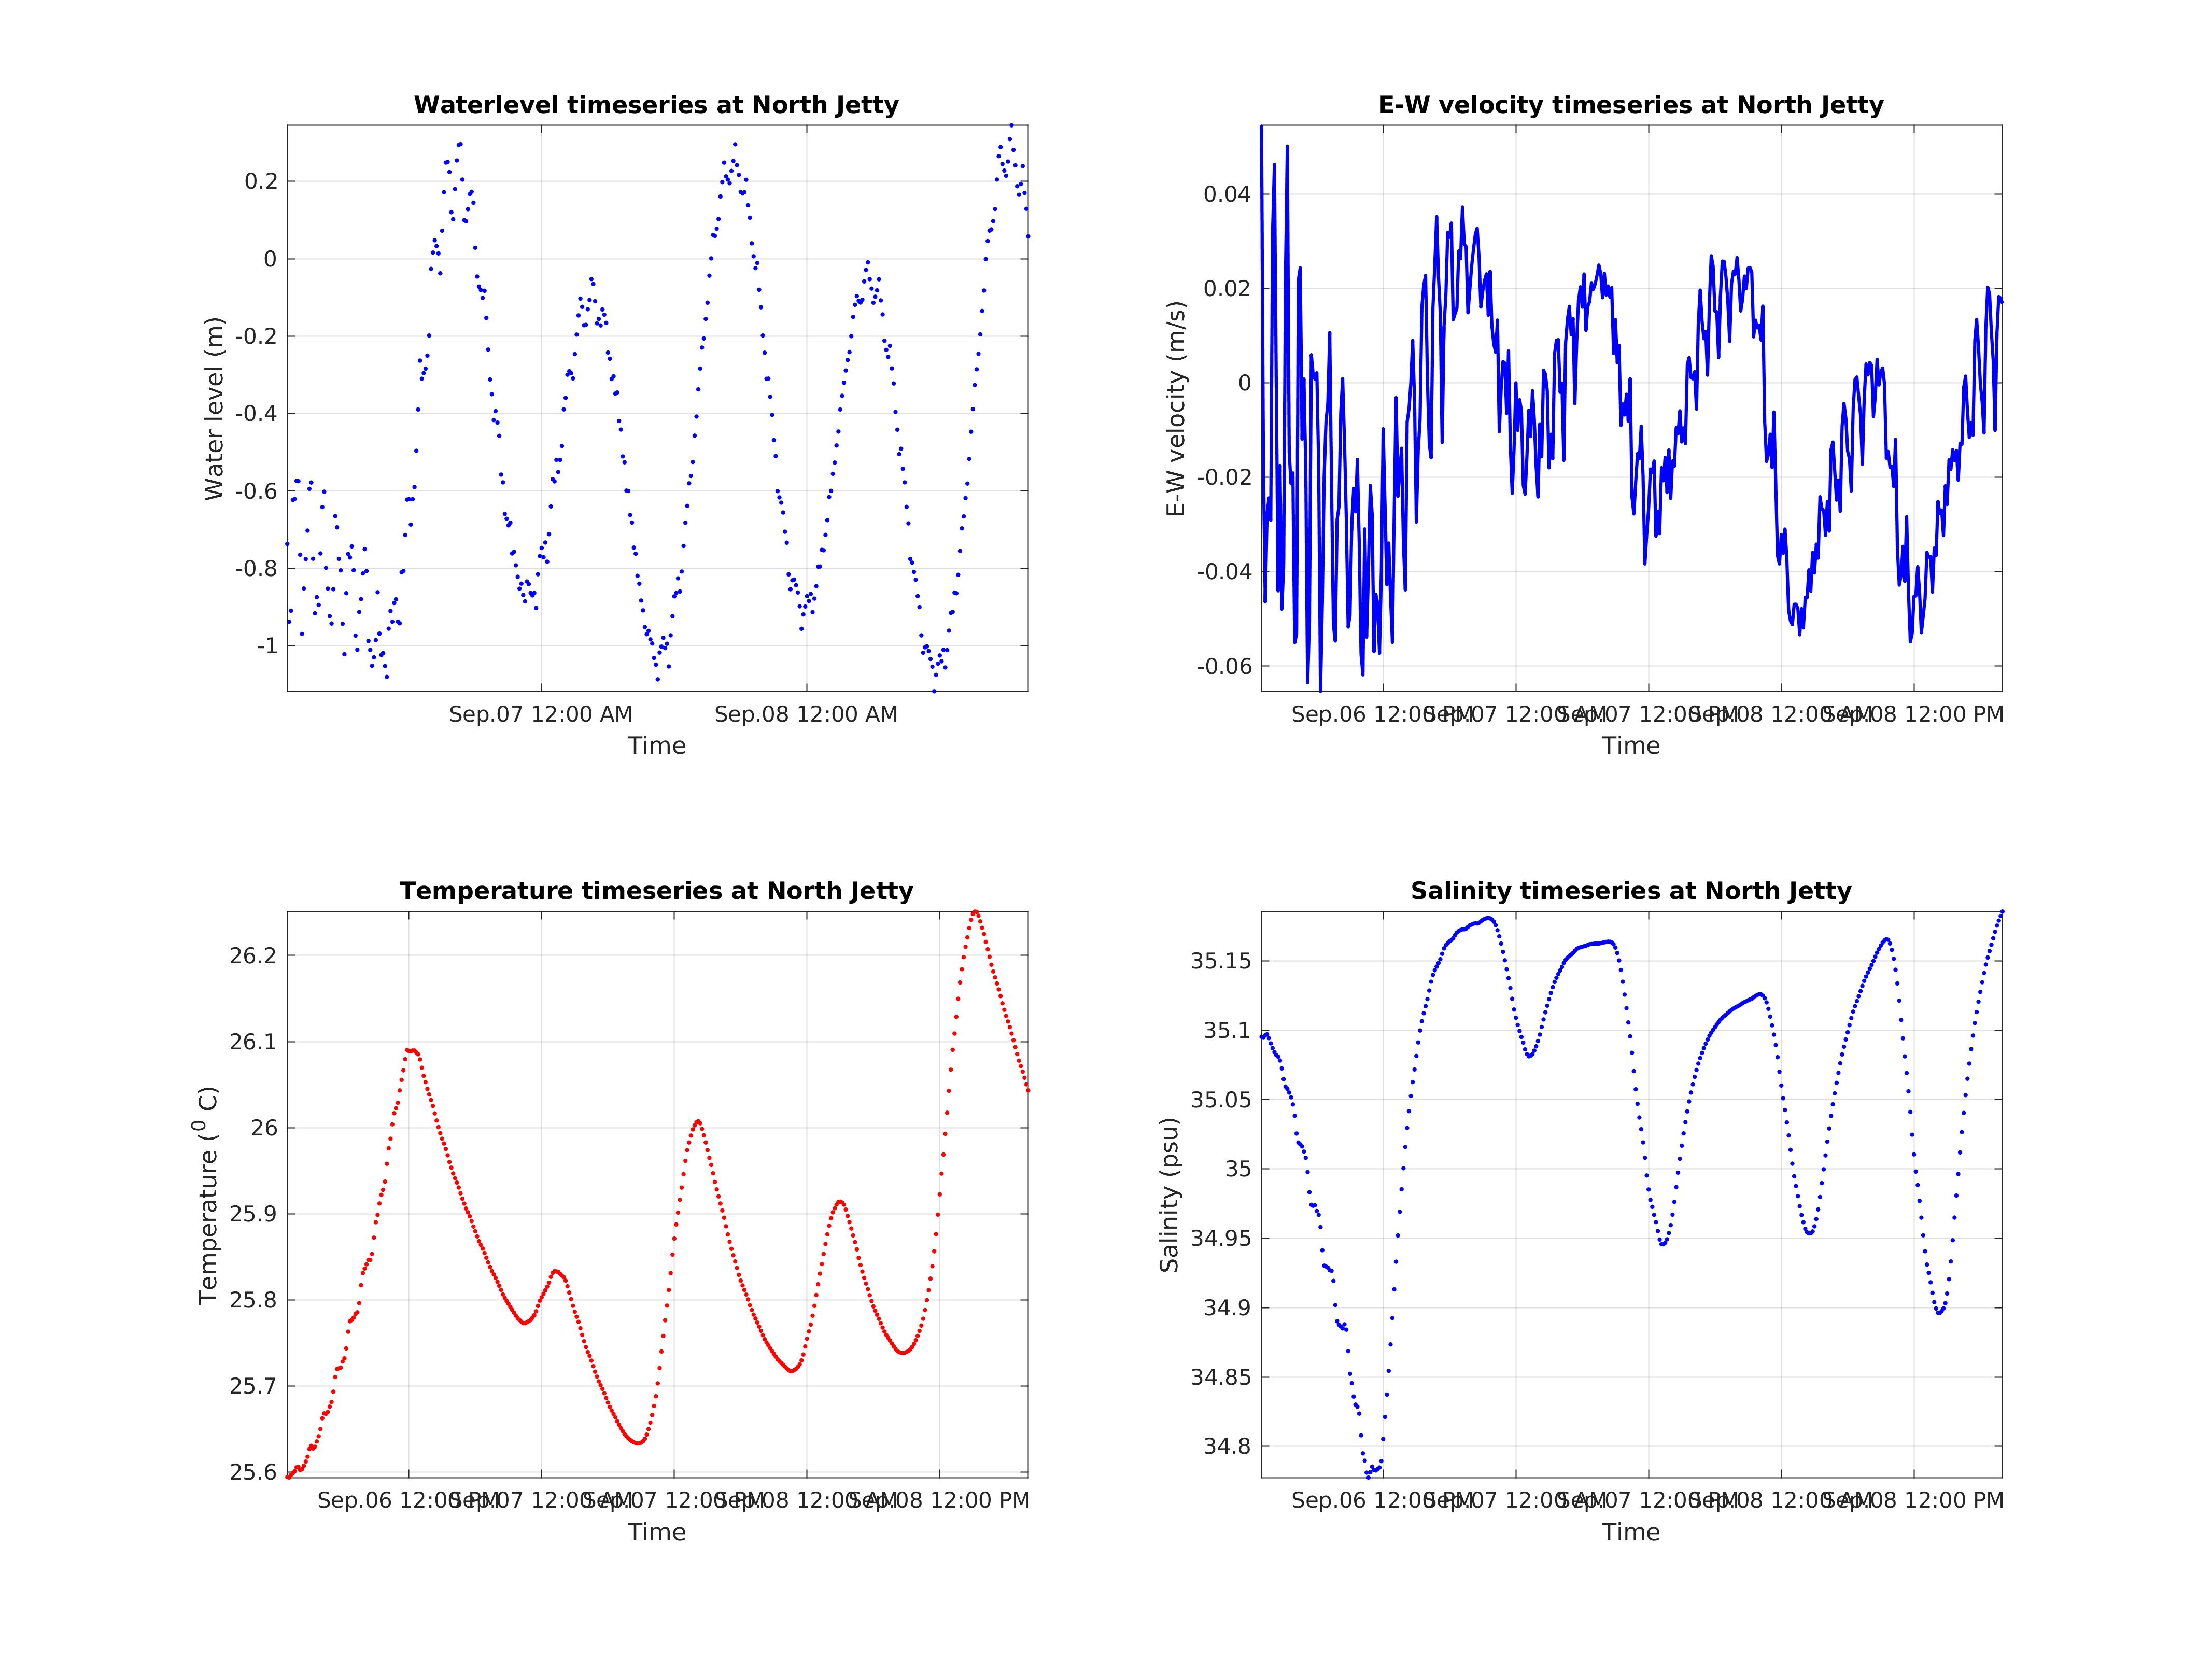 Waterlevel timeseries at North Jetty
0.2
0
-0.2
-0.4
-0.6
-0.8
-1
Water level (m)
Sep.07 12:00 AM
Sep.08 12:00 AM
Time
E-W velocity timeseries at North Jetty
0.04
0.02
0
-0.02
-0.04
-0.06
E-W velocity (m/s)
Sep.06 12:00 PM
Sep.07 12:00 AM
Sep.07 12:00 PM
Sep.08 12:00 AM
Sep.08 12:00 PM
Time
Temperature timeseries at North Jetty
26.2
26.1
26
25.9
25.8
25.7
25.6
Temperature (⁰ C)
Sep.06 12:00 PM
Sep.07 12:00 AM
Sep.07 12:00 PM
Sep.08 12:00 AM
Sep.08 12:00 PM
Time
Salinity timeseries at North Jetty
35.15
35.1
35.05
35
34.95
34.9
34.85
34.8
Salinity (psu)
Sep.06 12:00 PM
Sep.07 12:00 AM
Sep.07 12:00 PM
Sep.08 12:00 AM
Sep.08 12:00 PM
Time